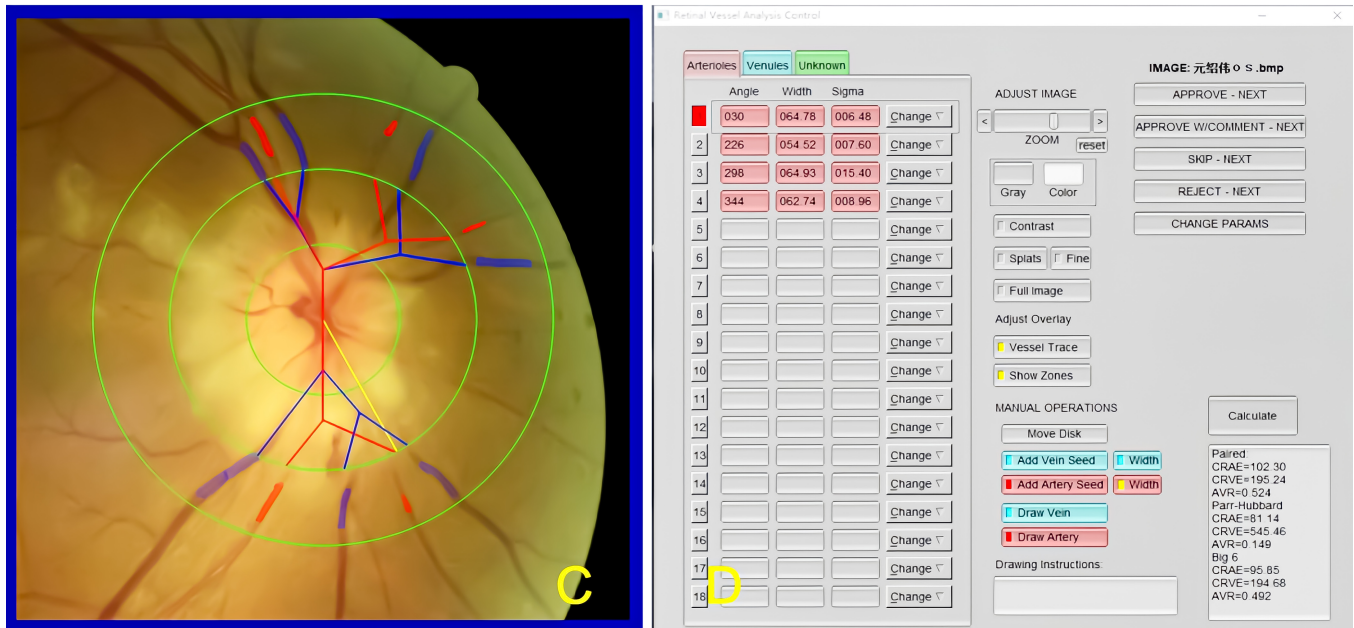 C
Retinal Vessel Analysis Control
Arterioles Venules Unknown
Angle Width Sigma
030 064.78 006.48 Change
2 226 054.52 007.60 Change
3 298 064.93 015.40 Change
4 344 062.74 008.96 Change
5 Change
6 Change
7 Change
8 Change
9 Change
10 Change
11 Change
12 Change
13 Change
14 Change
15 Change
16 Change
17 Change
18 Change
D
ADJUST IMAGE
< >
ZOOM reset
Gray Color
Contrast
Splats Fine
Full Image
Adjust Overlay
Vessel Trace
Show Zones
MANUAL OPERATIONS
Move Disk
Add Vein Seed Width
Add Artery Seed Width
Draw Vein
Draw Artery
Drawing Instructions:
IMAGE: 元绍伟o s.bmp
APPROVE - NEXT
APPROVE W/COMMENT - NEXT
SKIP - NEXT
REJECT - NEXT
CHANGE PARAMS
Calculate
Paired:
CRAE=102.30
CRVE=195.24
AVR=0.524
Parr-Hubbard
CRAE=81.14
CRVE=545.46
AVR=0.149
Big 6
CRAE=95.85
CRVE=194.68
AVR=0.492